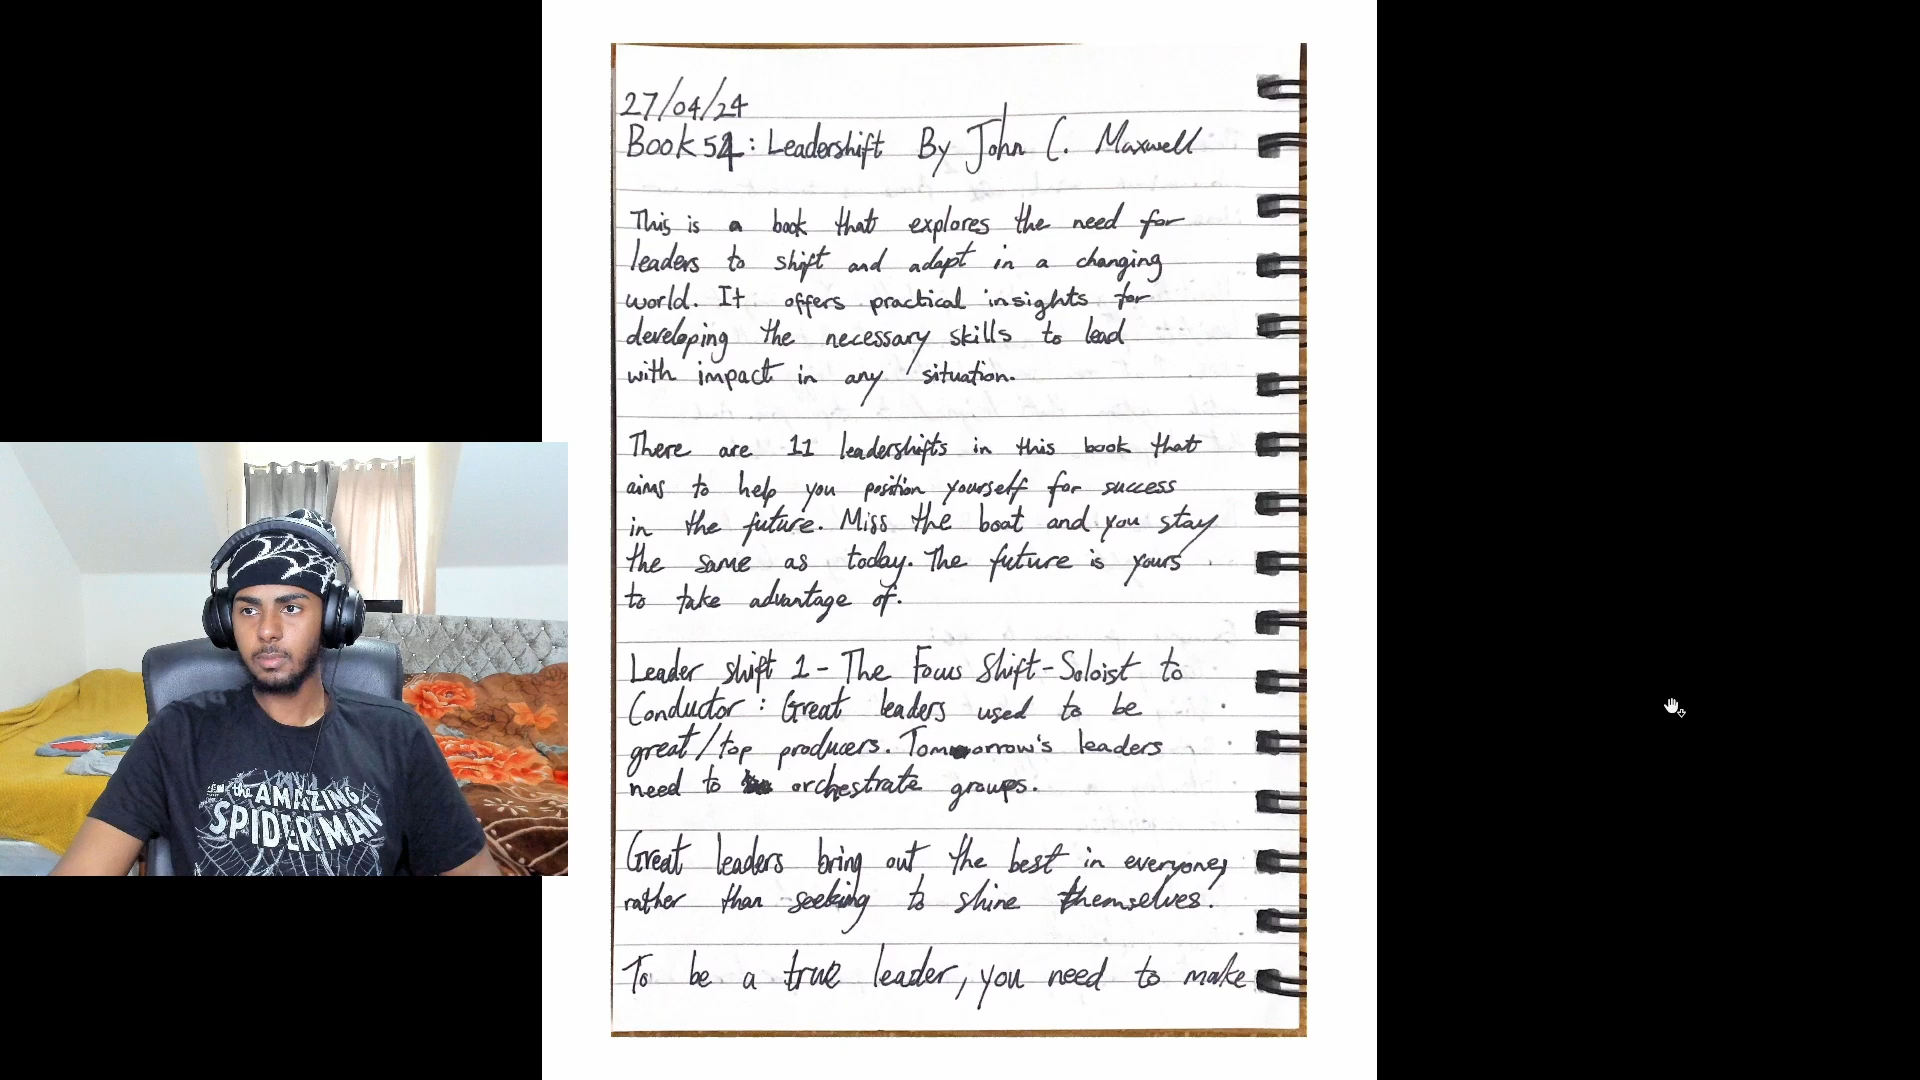 27/04/24
Book 54: Leadershift By John C. Maxwell
This is a book that explores the need for
leaders to shift and adapt in a changing
world. It offers practical insights for
developing the necessary skills to lead
with impact in any situation.
There are 11 leadershifts in this book that
aims to help you position yourself for success
in the future. Miss the boat and you stay
the same as today. The future is yours
to take advantage of.
Leader shift 1 - The Focus Shift - Soloist to
Conductor : Great leaders used to be
great/top producers. Tomorrow's leaders
need to orchestrate groups.
Great leaders bring out the best in everyone,
rather than seeking to shine themselves.
To be a true leader, you need to make
the AMAZING
SPIDER-MAN